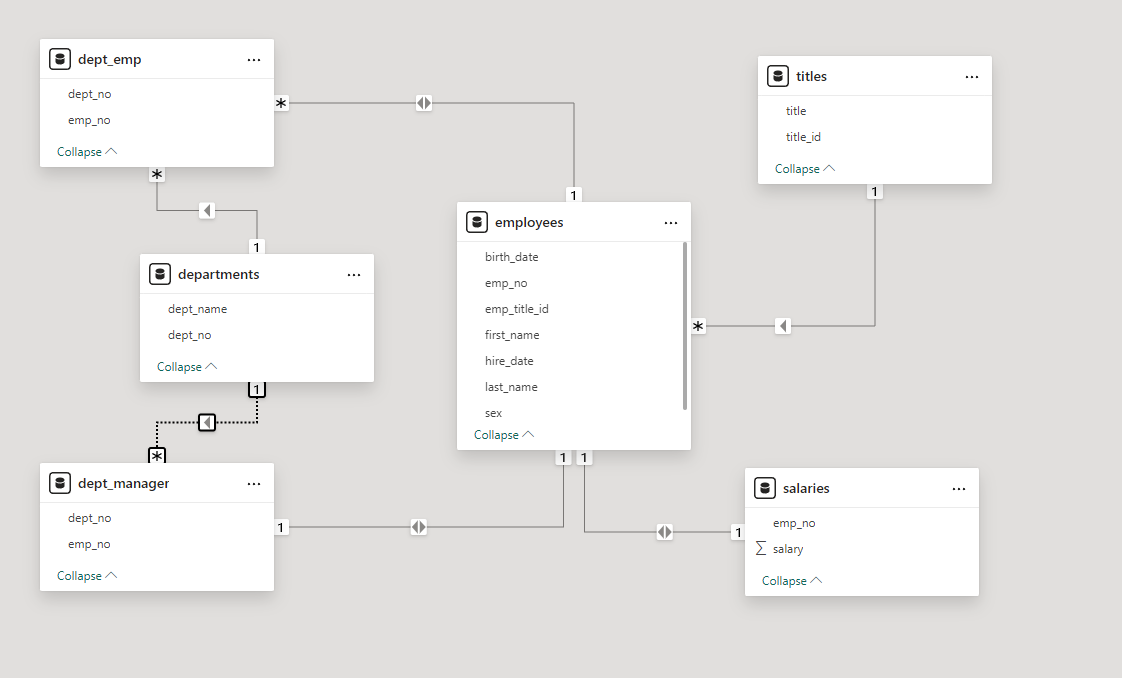 dept_emp
...
dept_no
emp_no
Collapse
*
*
1
1
titles
...
title
title_id
Collapse
1
employees
...
birth_date
emp_no
emp_title_id
first_name
hire_date
last_name
sex
Collapse
*
1
1
departments
...
dept_name
dept_no
Collapse
1
*
dept_manager
...
dept_no
emp_no
Collapse
1
salaries
...
emp_no
∑ salary
Collapse
1